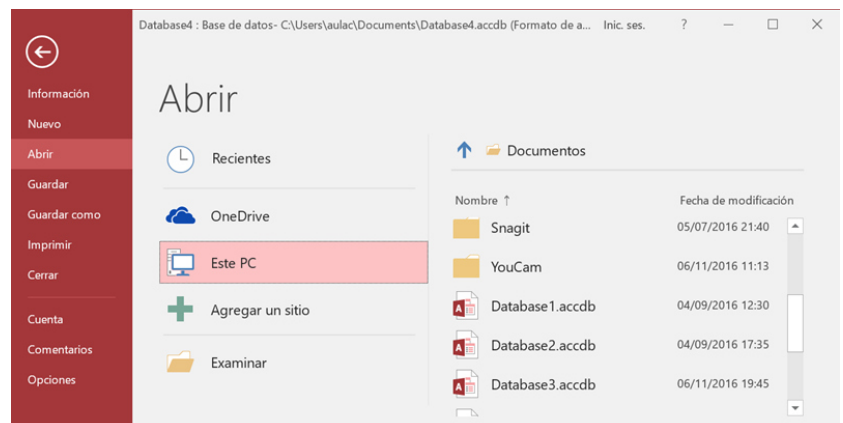 Database4 : Base de datos- C:\Users\aulac\Documents\Database4.accdb (Formato de a... Inic. ses. ?
Información
Nuevo
Abrir
Guardar
Guardar como
Imprimir
Cerrar
Cuenta
Comentarios
Opciones
Abrir
Recientes
OneDrive
Este PC
Agregar un sitio
Examinar
Documentos
Nombre ↑ Fecha de modificación
Snagit 05/07/2016 21:40
YouCam 06/11/2016 11:13
Database1.accdb 04/09/2016 12:30
Database2.accdb 04/09/2016 17:35
Database3.accdb 06/11/2016 19:45